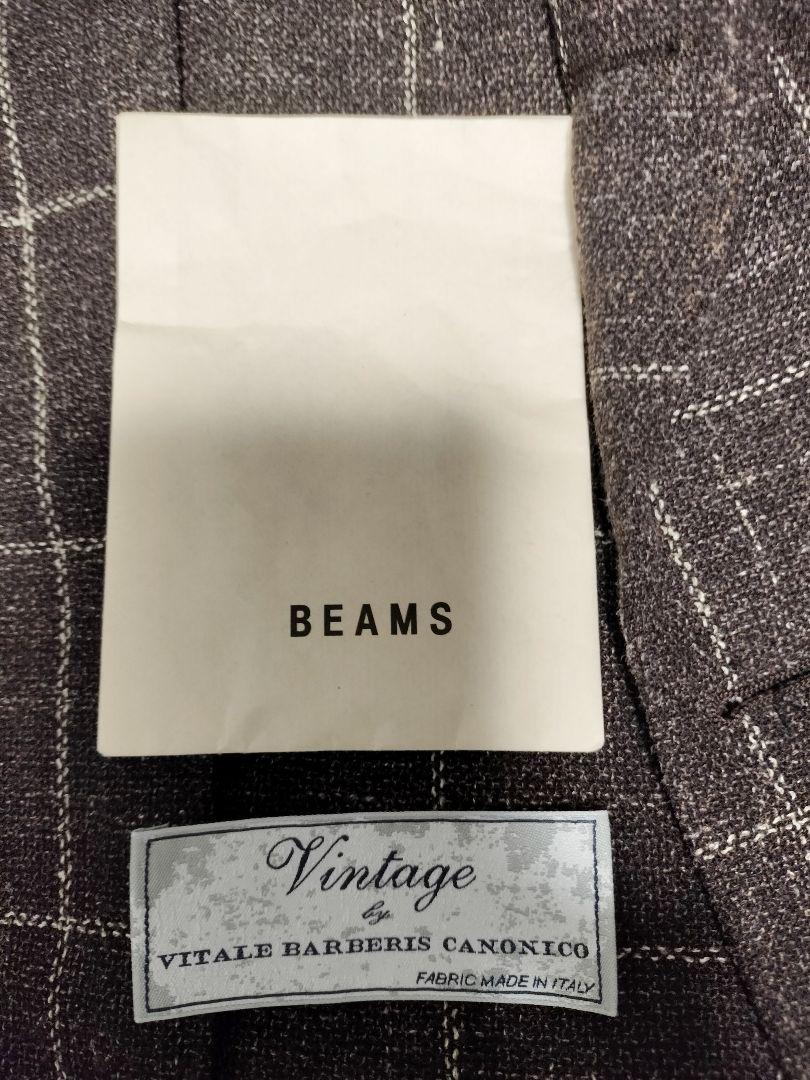 BEAMS
Vintage
by
VITALE BARBERIS CANONICO
FABRIC MADE IN ITALY